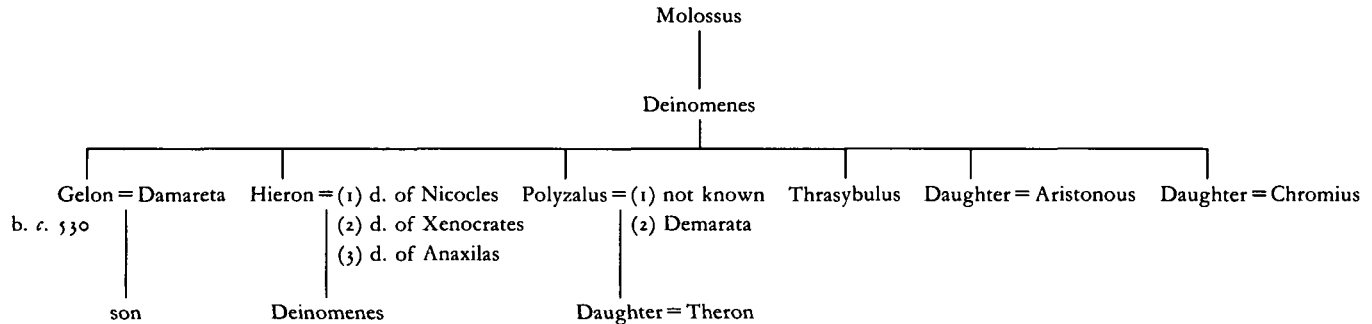 Molossus
Deinomenes
Gelon = Damareta Hieron = (1) d. of Nicocles Polyzalus = (1) not known Thrasybulus Daughter = Aristonous Daughter = Chromius
b. c. 530 (2) d. of Xenocrates (2) Demarata
(3) d. of Anaxilas
son Deinomenes Daughter = Theron